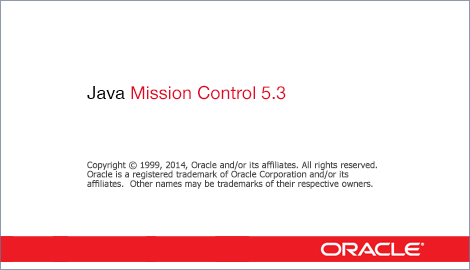 Java Mission Control 5.3
Copyright © 1999, 2014, Oracle and/or its affiliates. All rights reserved.
Oracle is a registered trademark of Oracle Corporation and/or its
affiliates.  Other names may be trademarks of their respective owners.
ORACLE®